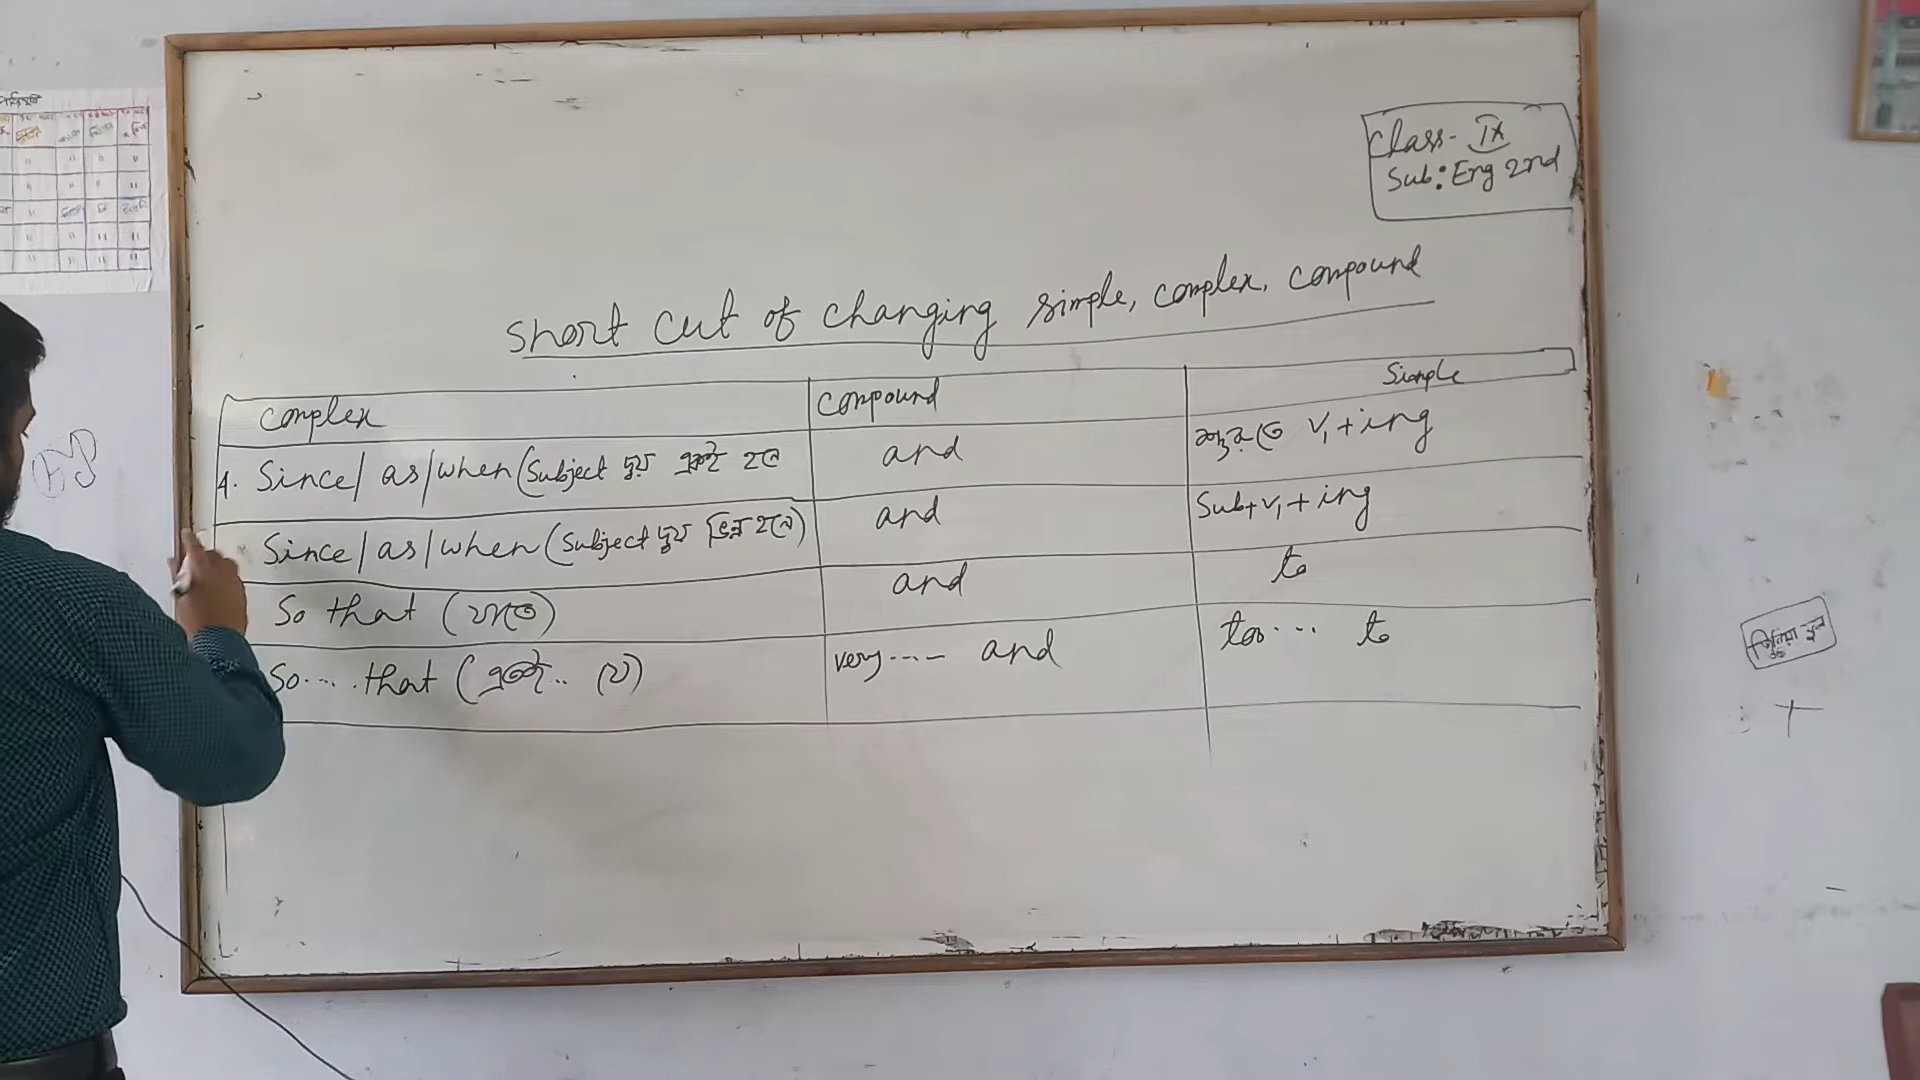 Class- IX
Sub: Eng 2nd
Short cut of changing simple, complex, compound
Complex compound Simple
1. Since/ as/when (Subject দুটি একই হলে and শুরুতে V1+ing
Since/as/when (Subject দুটি ভিন্ন হলে) and Sub+V1+ing
So that (যাতে) and to
So.... that (এতই.. যে) very---- and too.... to